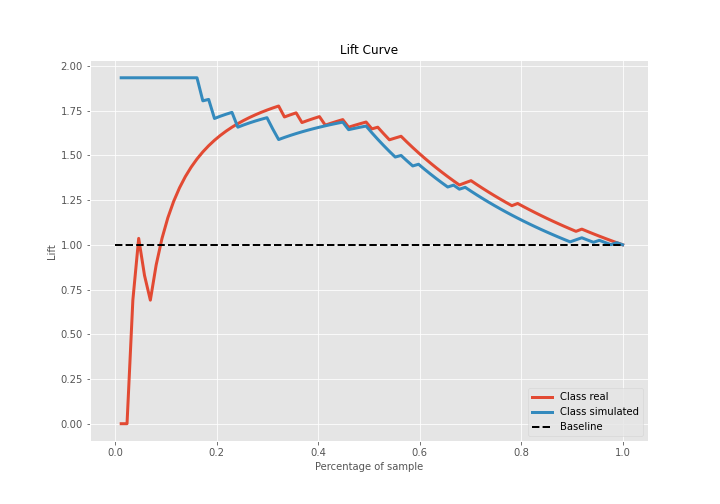 Lift Curve
2.00
1.75
1.50
1.25
1.00
0.75
0.50
0.25
0.00
Lift
0.0 0.2 0.4 0.6 0.8 1.0
Percentage of sample
Class real
Class simulated
Baseline